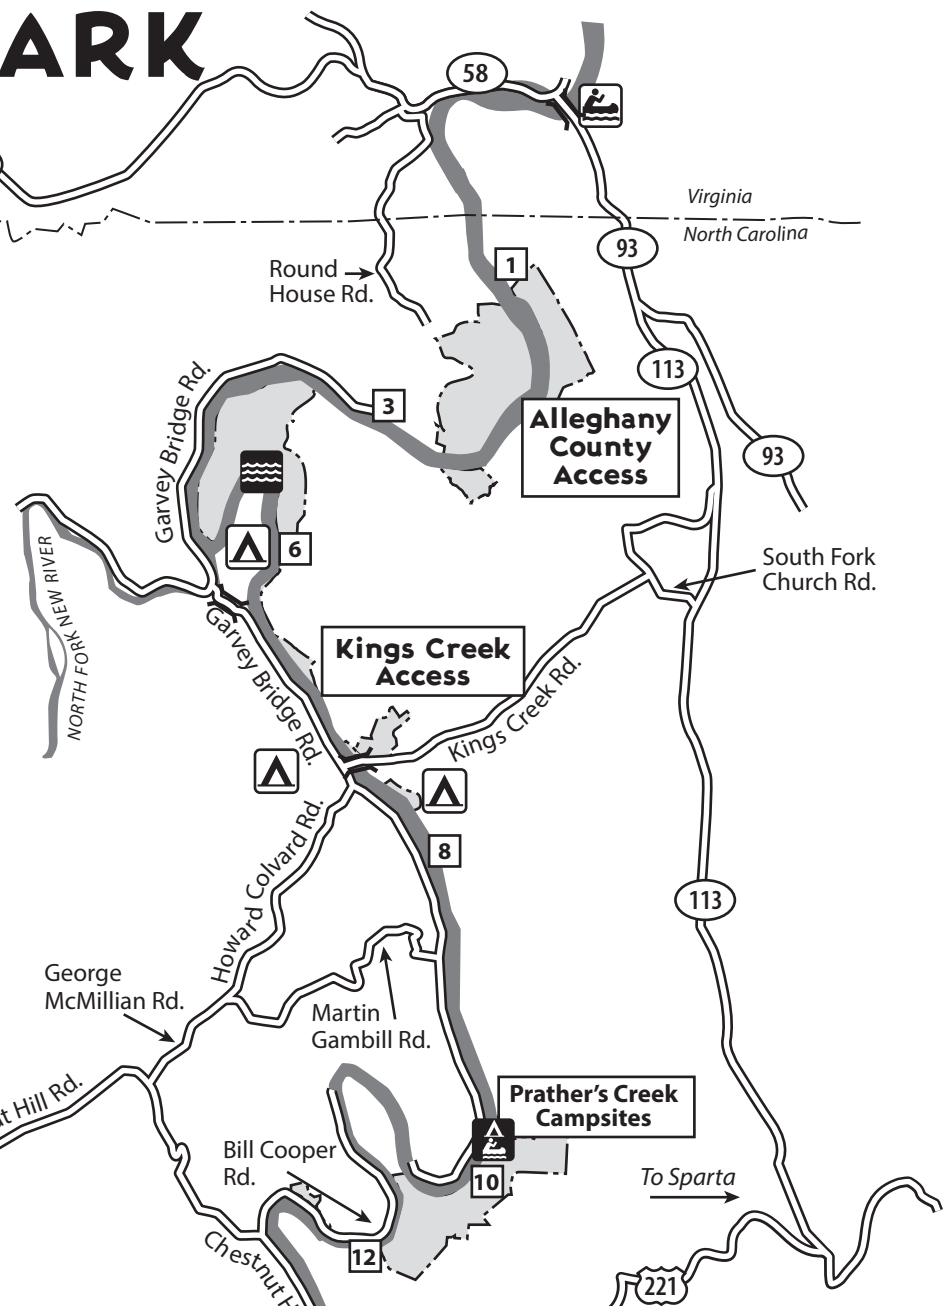 ARK
58
Virginia
North Carolina
93
Round
House Rd.
1
113
Garvey Bridge Rd.
3
Alleghany
County
Access
93
6
South Fork
Church Rd.
NORTH FORK NEW RIVER
Garvey Bridge Rd.
Kings Creek
Access
Kings Creek Rd.
8
Howard Colvard Rd.
113
George
McMillian Rd.
Martin
Gambill Rd.
t Hill Rd.
Prather's Creek
Campsites
Bill Cooper
Rd.
10
To Sparta
12
Chestnut H
221